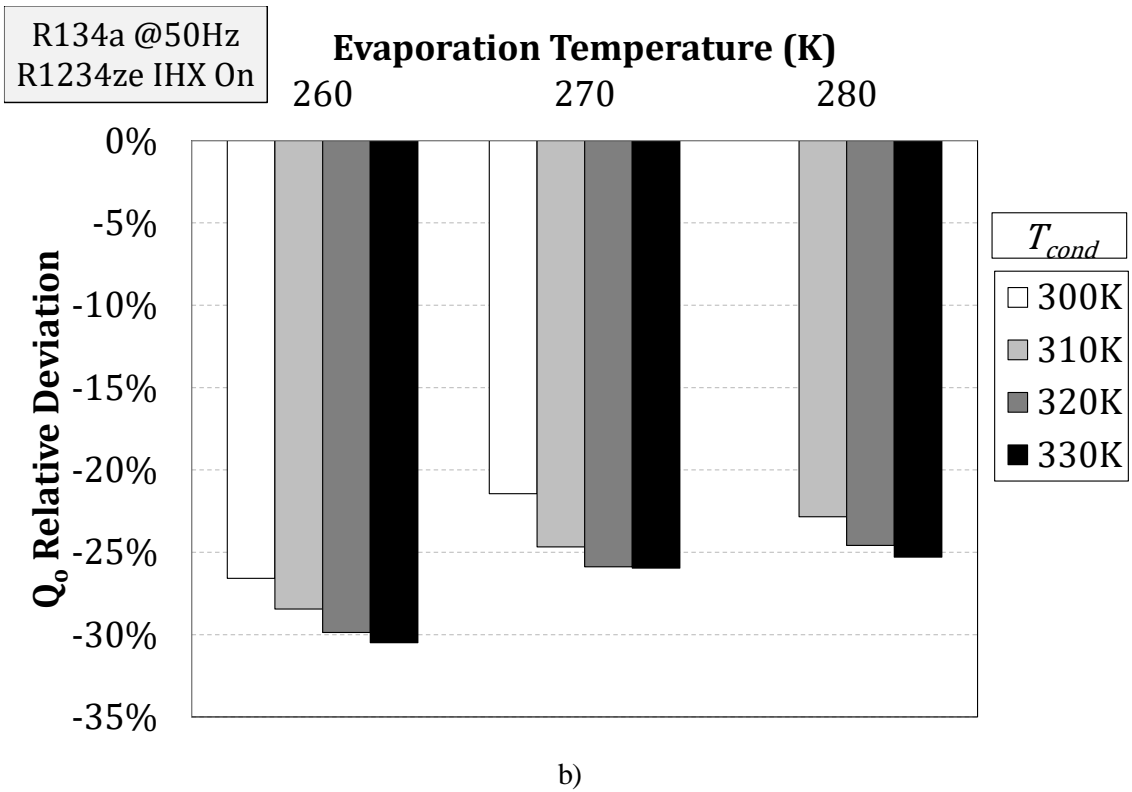 R134a @50Hz
R1234ze IHX On
Evaporation Temperature (K)
260 270 280
0%
-5%
-10%
-15%
-20%
-25%
-30%
-35%
Qo Relative Deviation
Tcond
300K
310K
320K
330K
b)